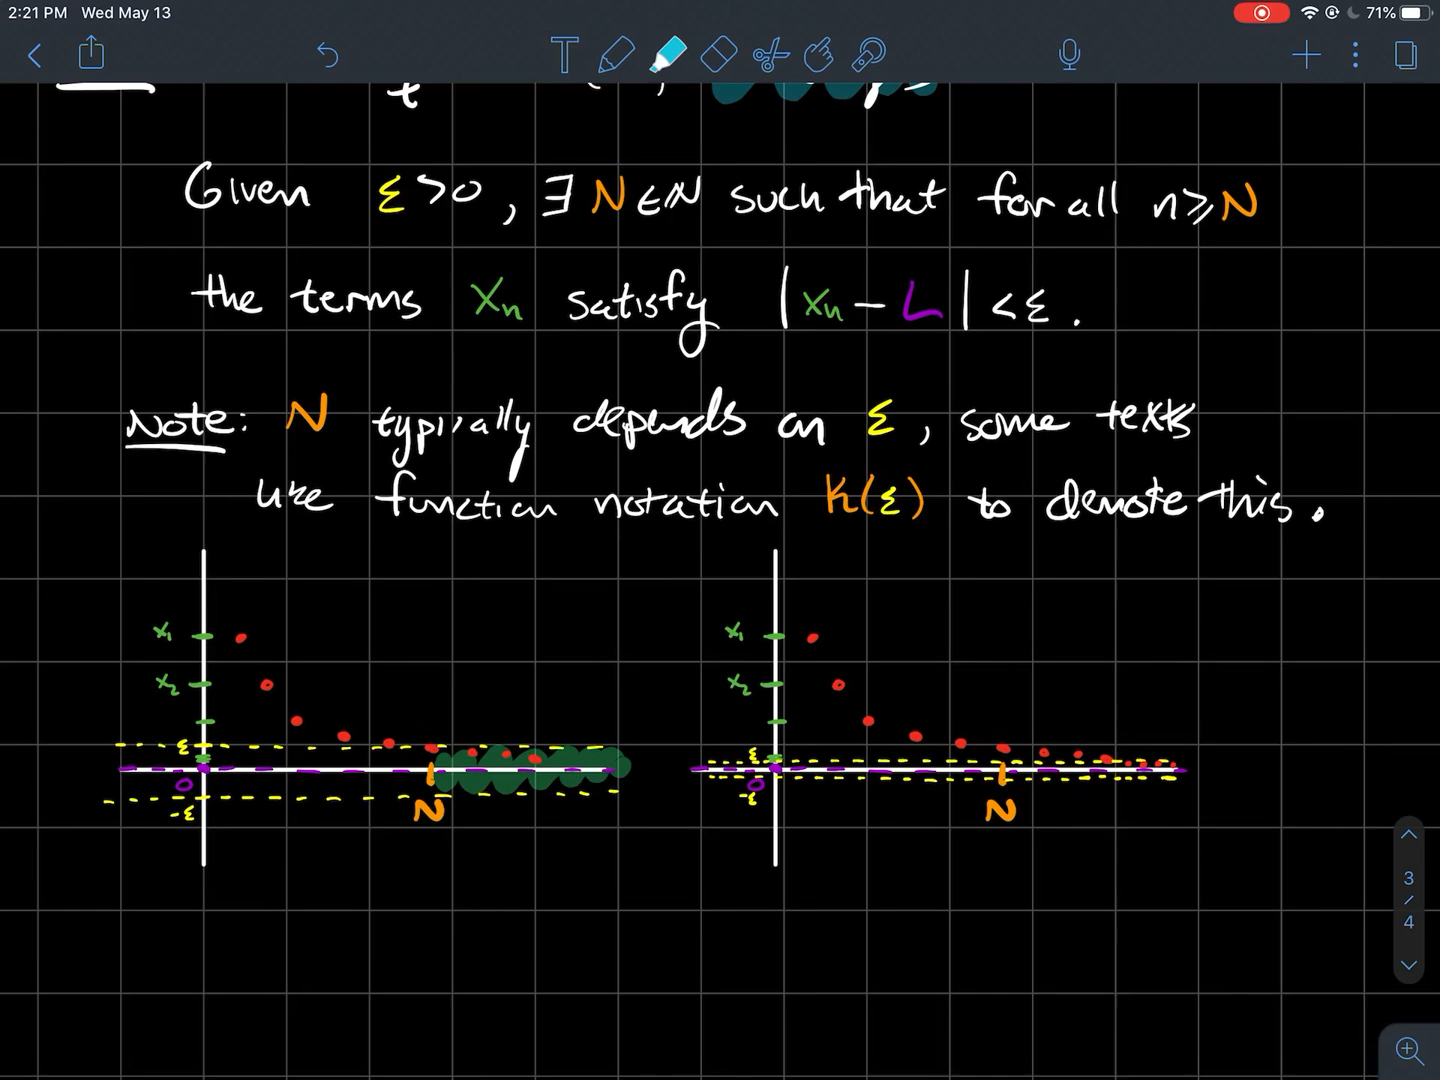 2:21 PM Wed May 13
71%
Given ε>0, ∃ N∈ℕ such that for all n≥N
the terms xₙ satisfy |xₙ-L|<ε.
Note: N typically depends on ε, some texts
use function notation K(ε) to denote this.
x₁ x₁
x₂ x₂
ε ε
0 0
-ε -ε
N N
3
/
4